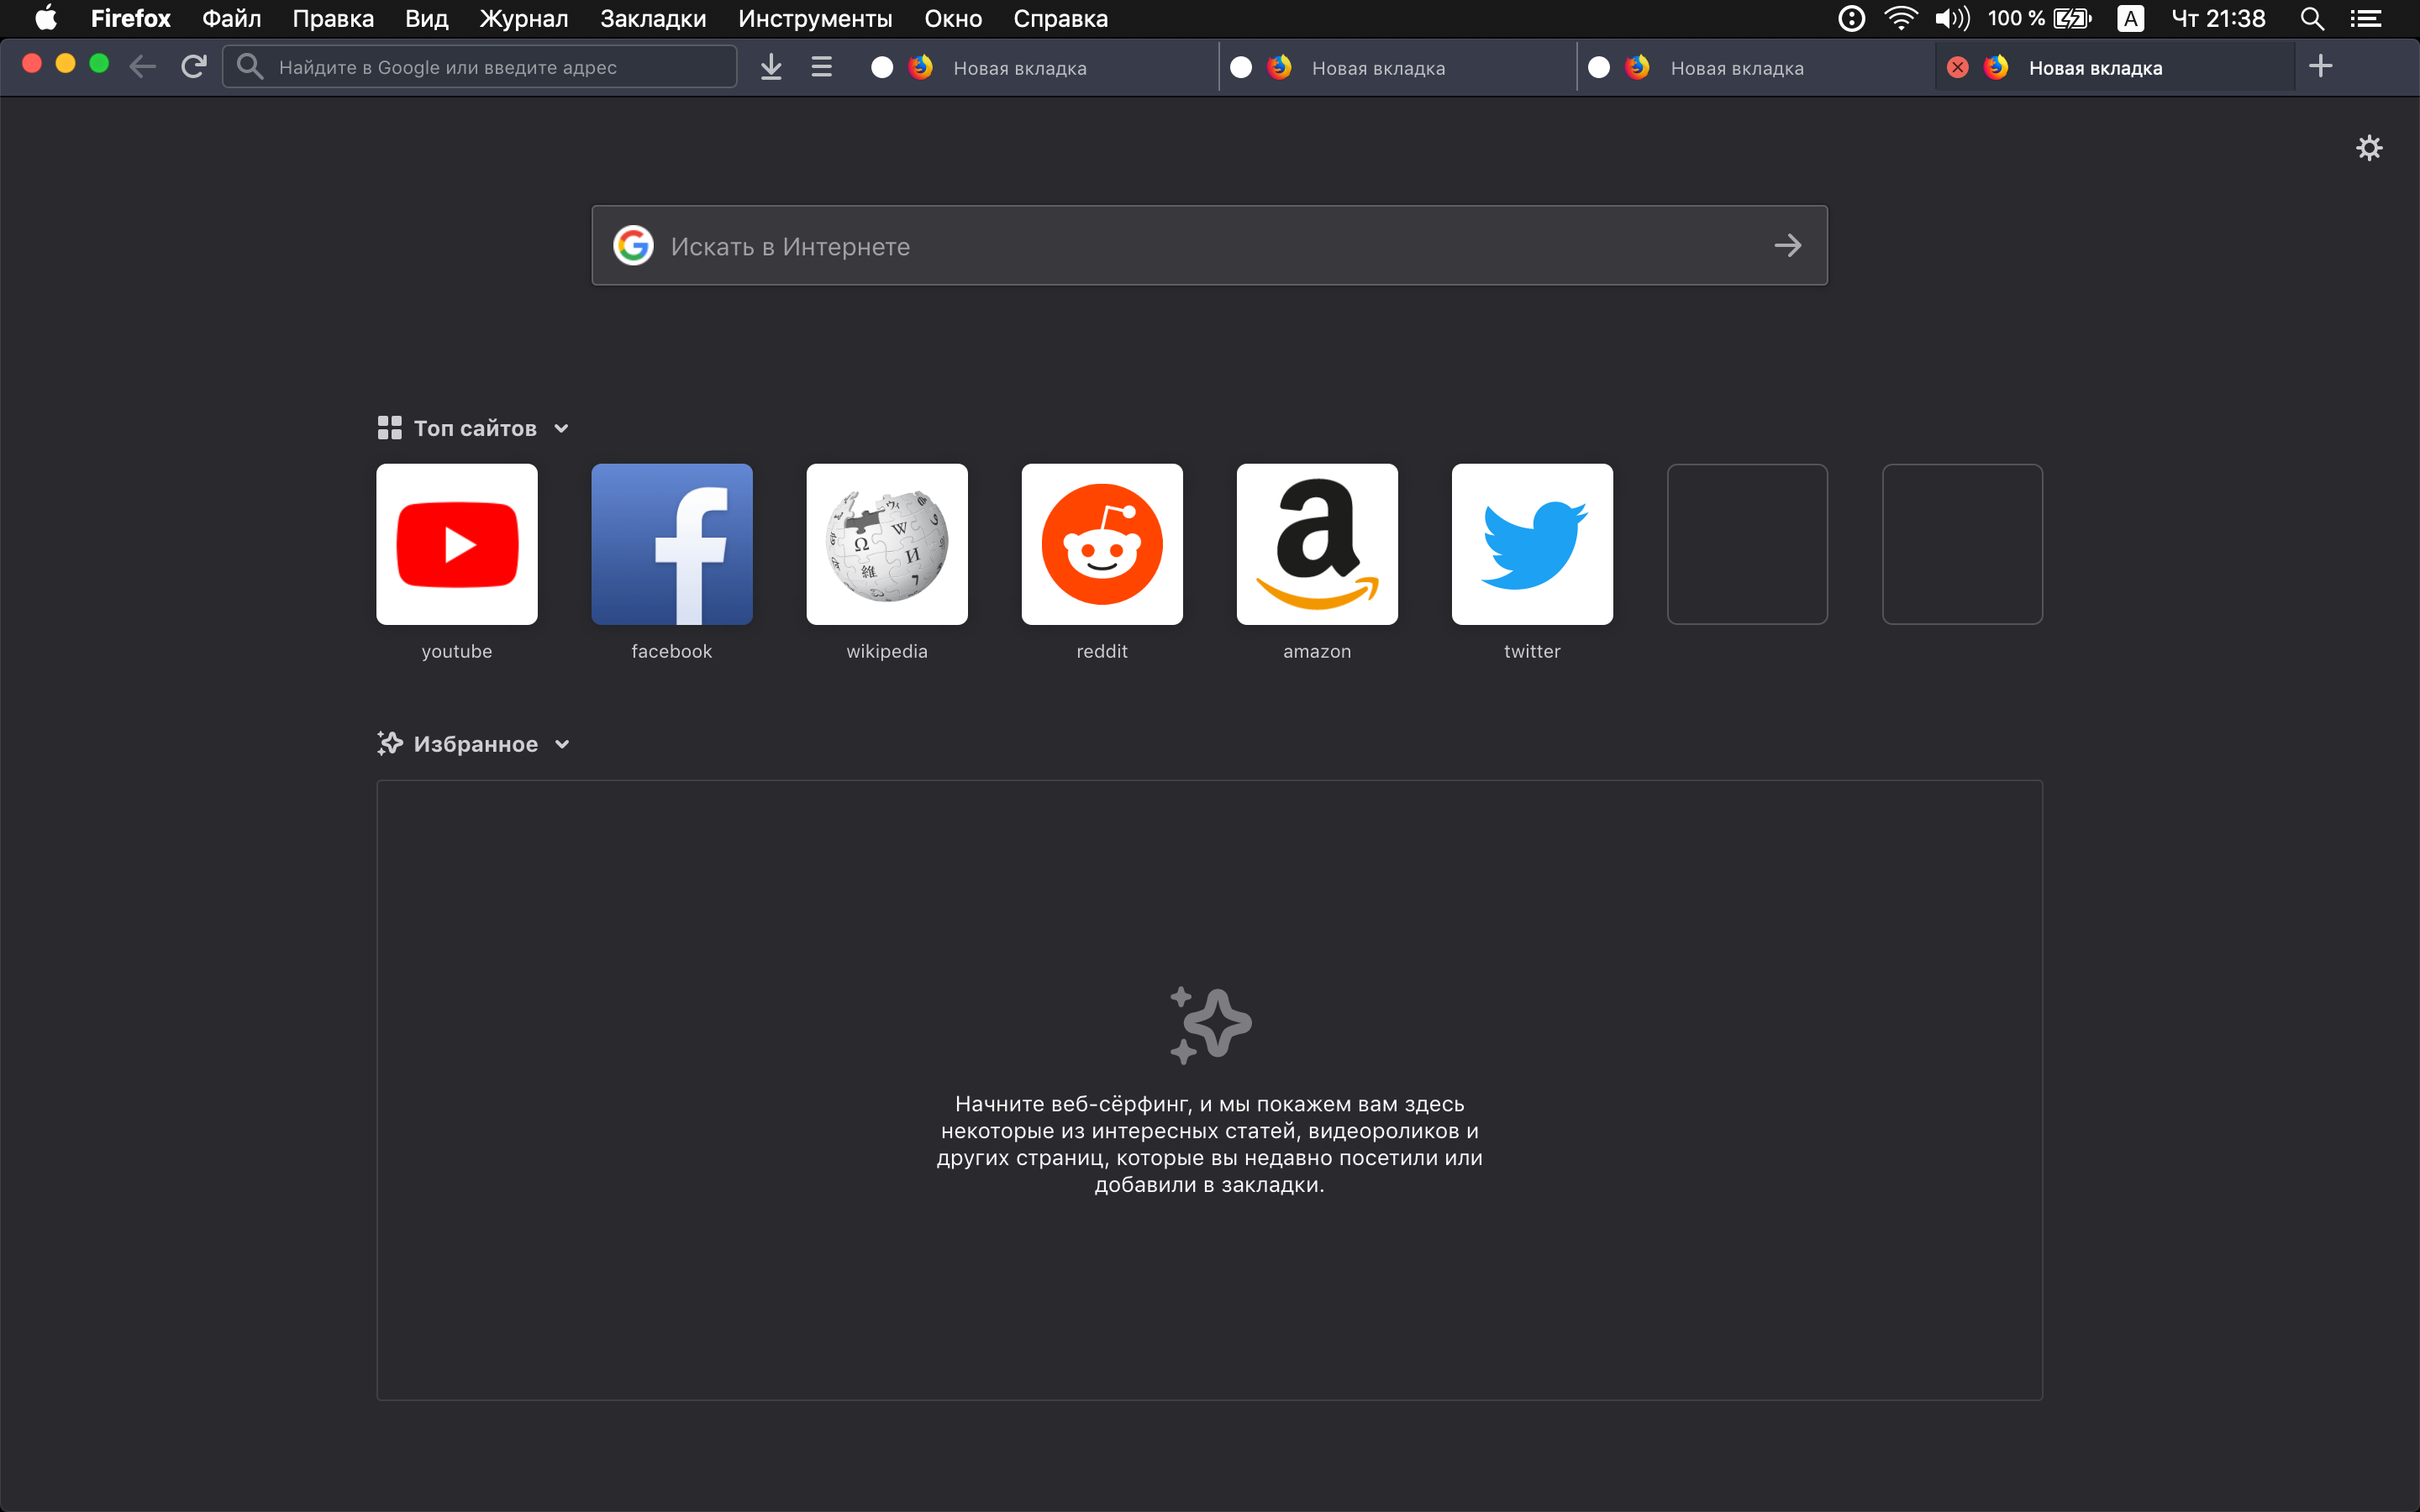 Firefox Файл Правка Вид Журнал Закладки Инструменты Окно Справка 100 % A Чт 21:38
Найдите в Google или введите адрес Новая вкладка Новая вкладка Новая вкладка Новая вкладка
Искать в Интернете
Топ сайтов
youtube facebook wikipedia reddit amazon twitter
Избранное
Начните веб-сёрфинг, и мы покажем вам здесь
некоторые из интересных статей, видеороликов и
других страниц, которые вы недавно посетили или
добавили в закладки.